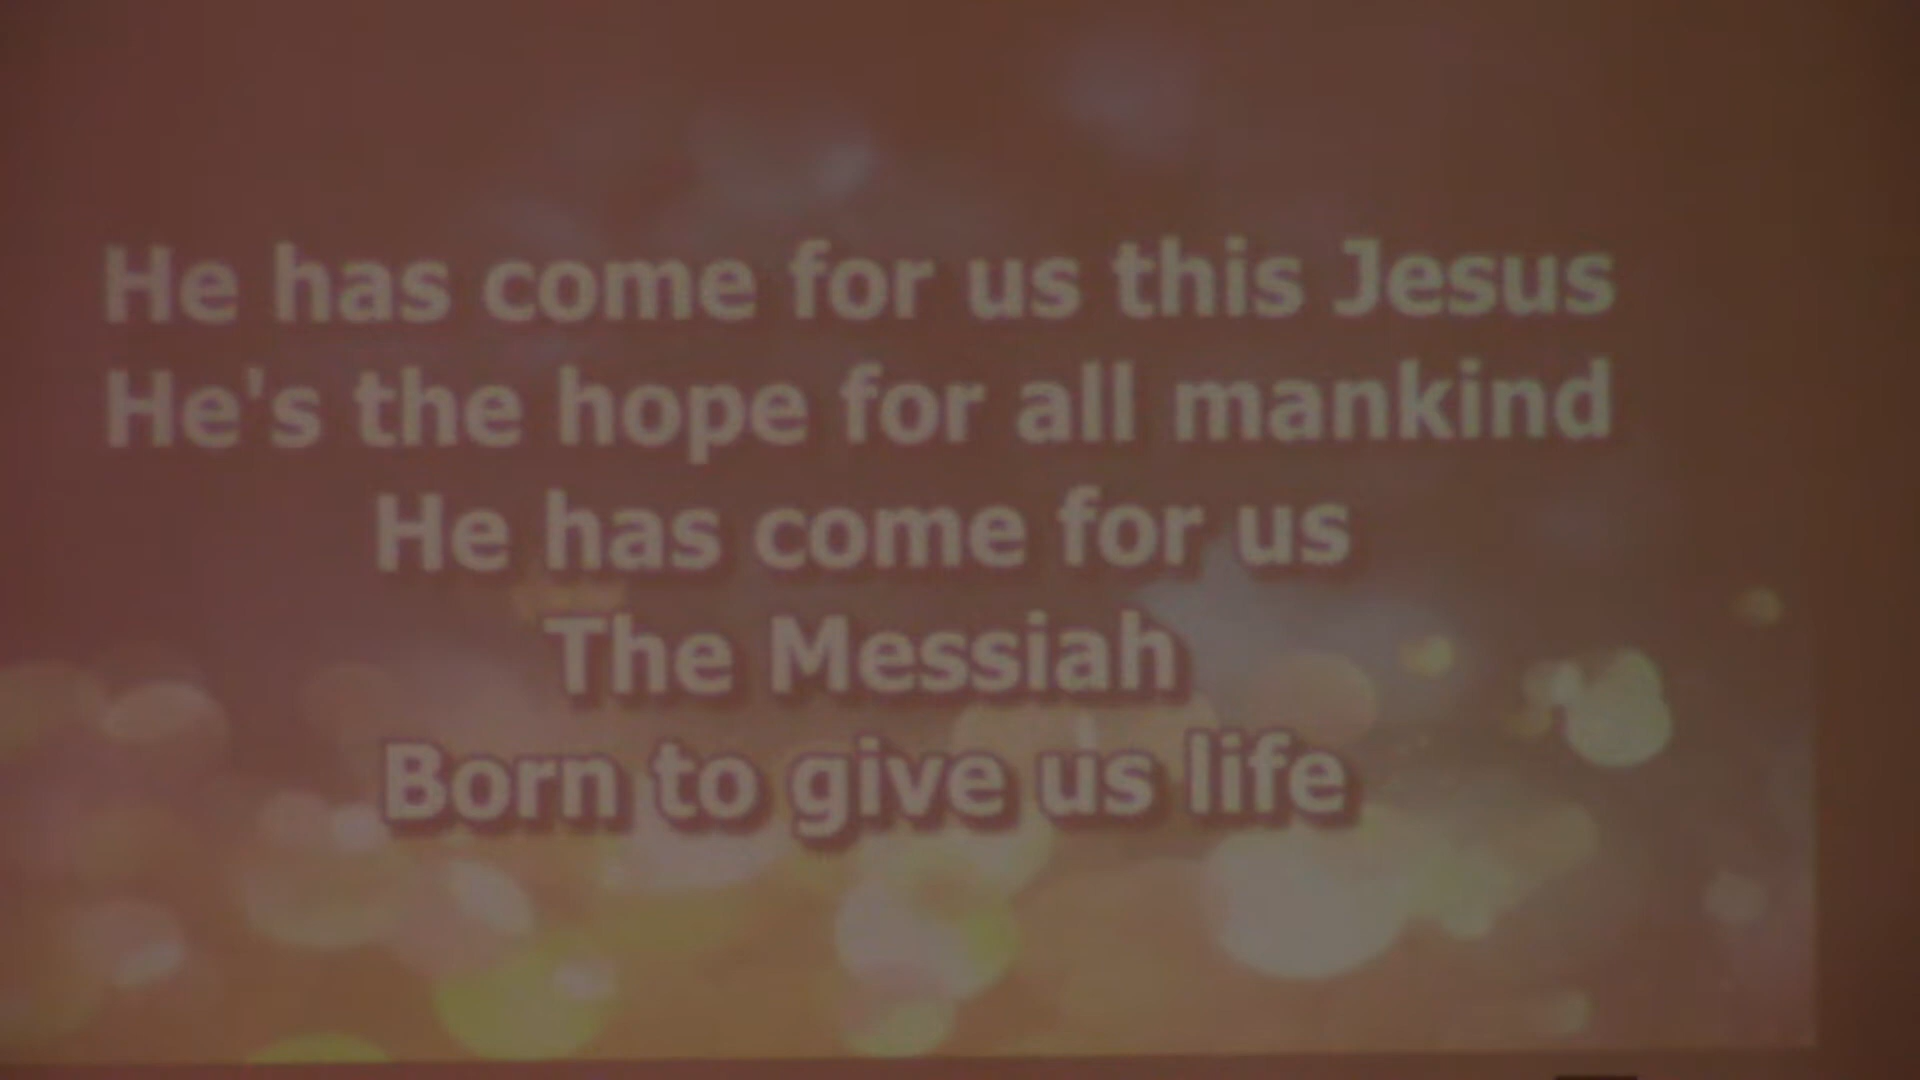 He has come for us this Jesus
He's the hope for all mankind
He has come for us
The Messiah
Born to give us life